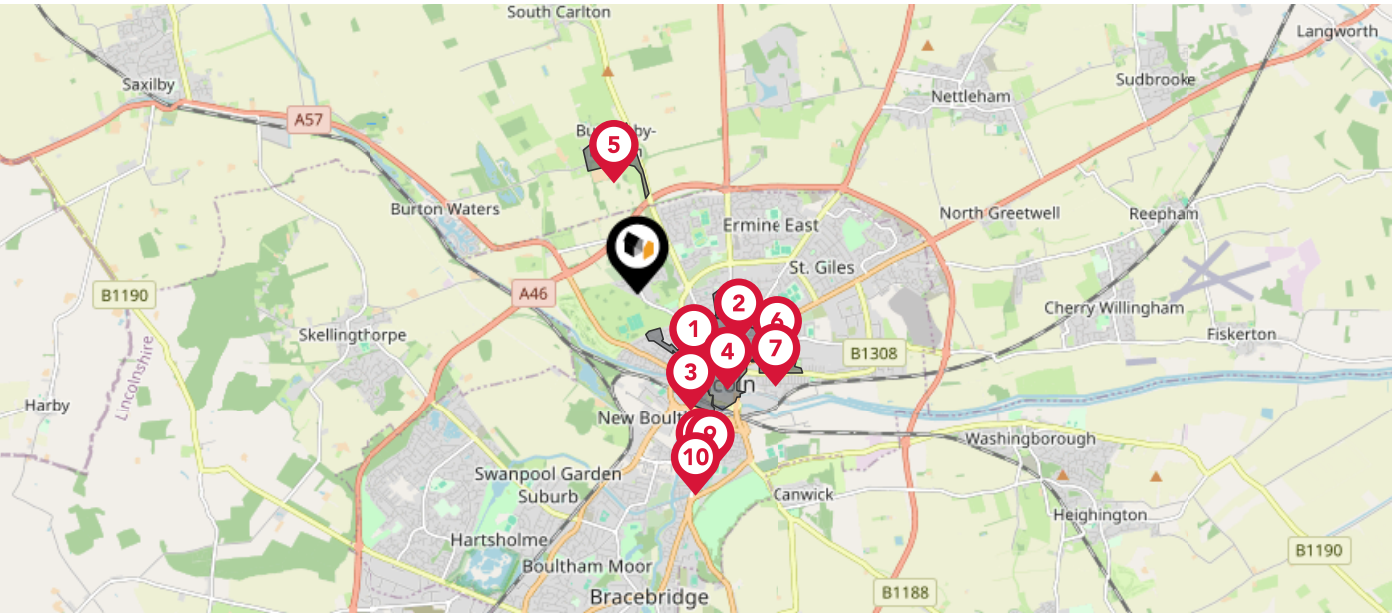 South Carlton
Langworth
Saxilby
Sudbrooke
Nettleham
A57
5
Burton Waters
North Greetwell
Reepham
Ermine East
St. Giles
A46
B1190
2
Cherry Willingham
6
1
Skellingthorpe
Fiskerton
4
7
B1308
3
Lincolnshire
Harby
New
9
Washingborough
10
Swanpool Garden
Suburb
Canwick
Heighington
Hartsholme
B1190
Boultham Moor
B1188
Bracebridge